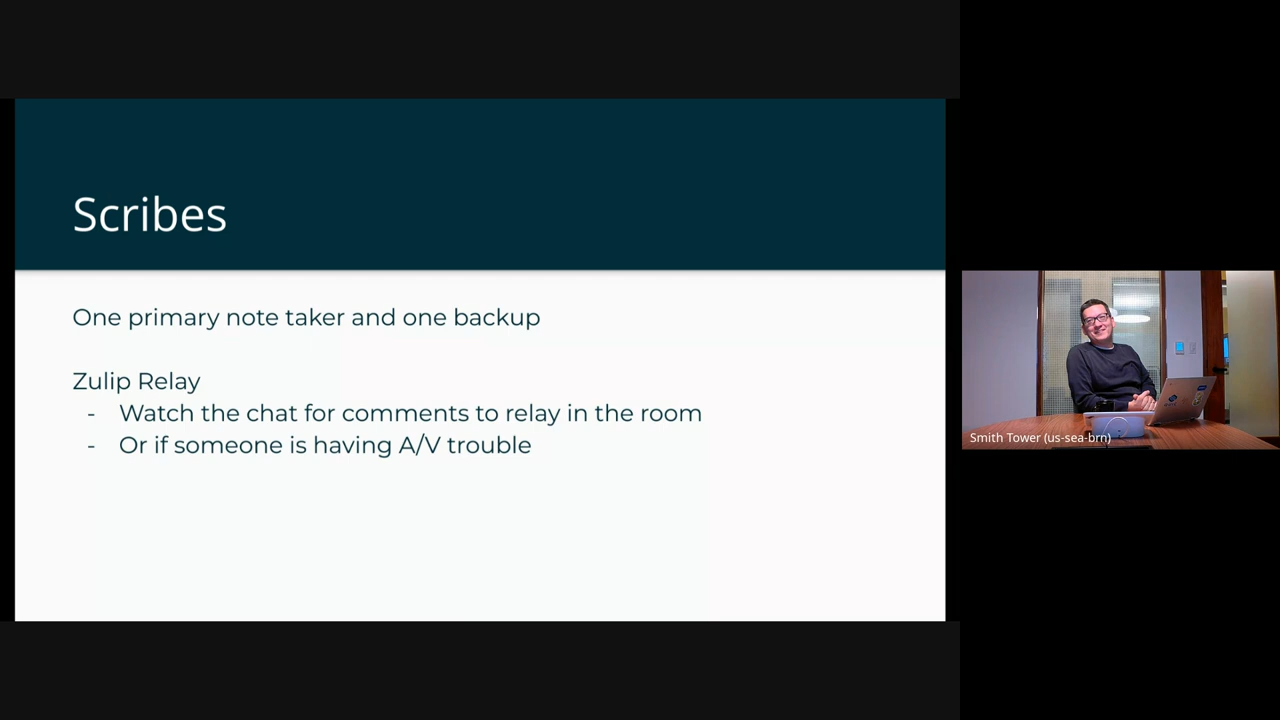 Scribes
One primary note taker and one backup
Zulip Relay
- Watch the chat for comments to relay in the room
- Or if someone is having A/V trouble
Smith Tower (us-sea-brn)